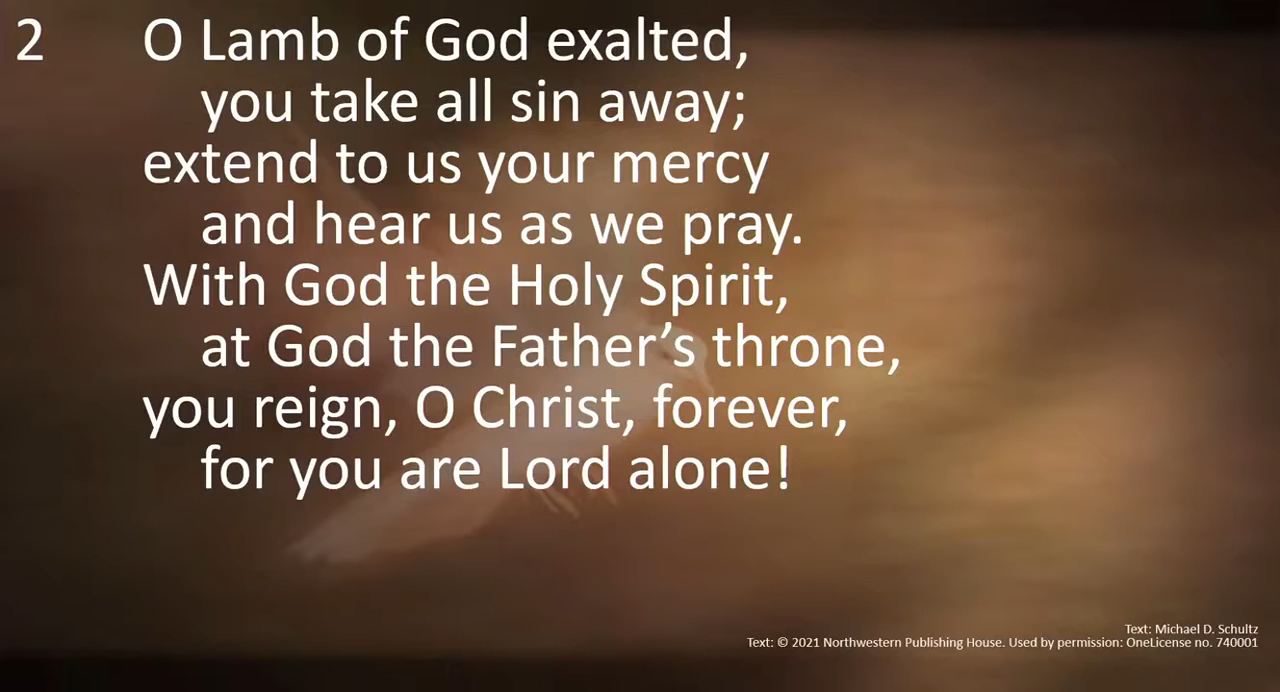 2 O Lamb of God exalted,
you take all sin away;
extend to us your mercy
and hear us as we pray.
With God the Holy Spirit,
at God the Father’s throne,
you reign, O Christ, forever,
for you are Lord alone!
Text: Michael D. Schultz
Text: © 2021 Northwestern Publishing House. Used by permission: OneLicense no. 740001